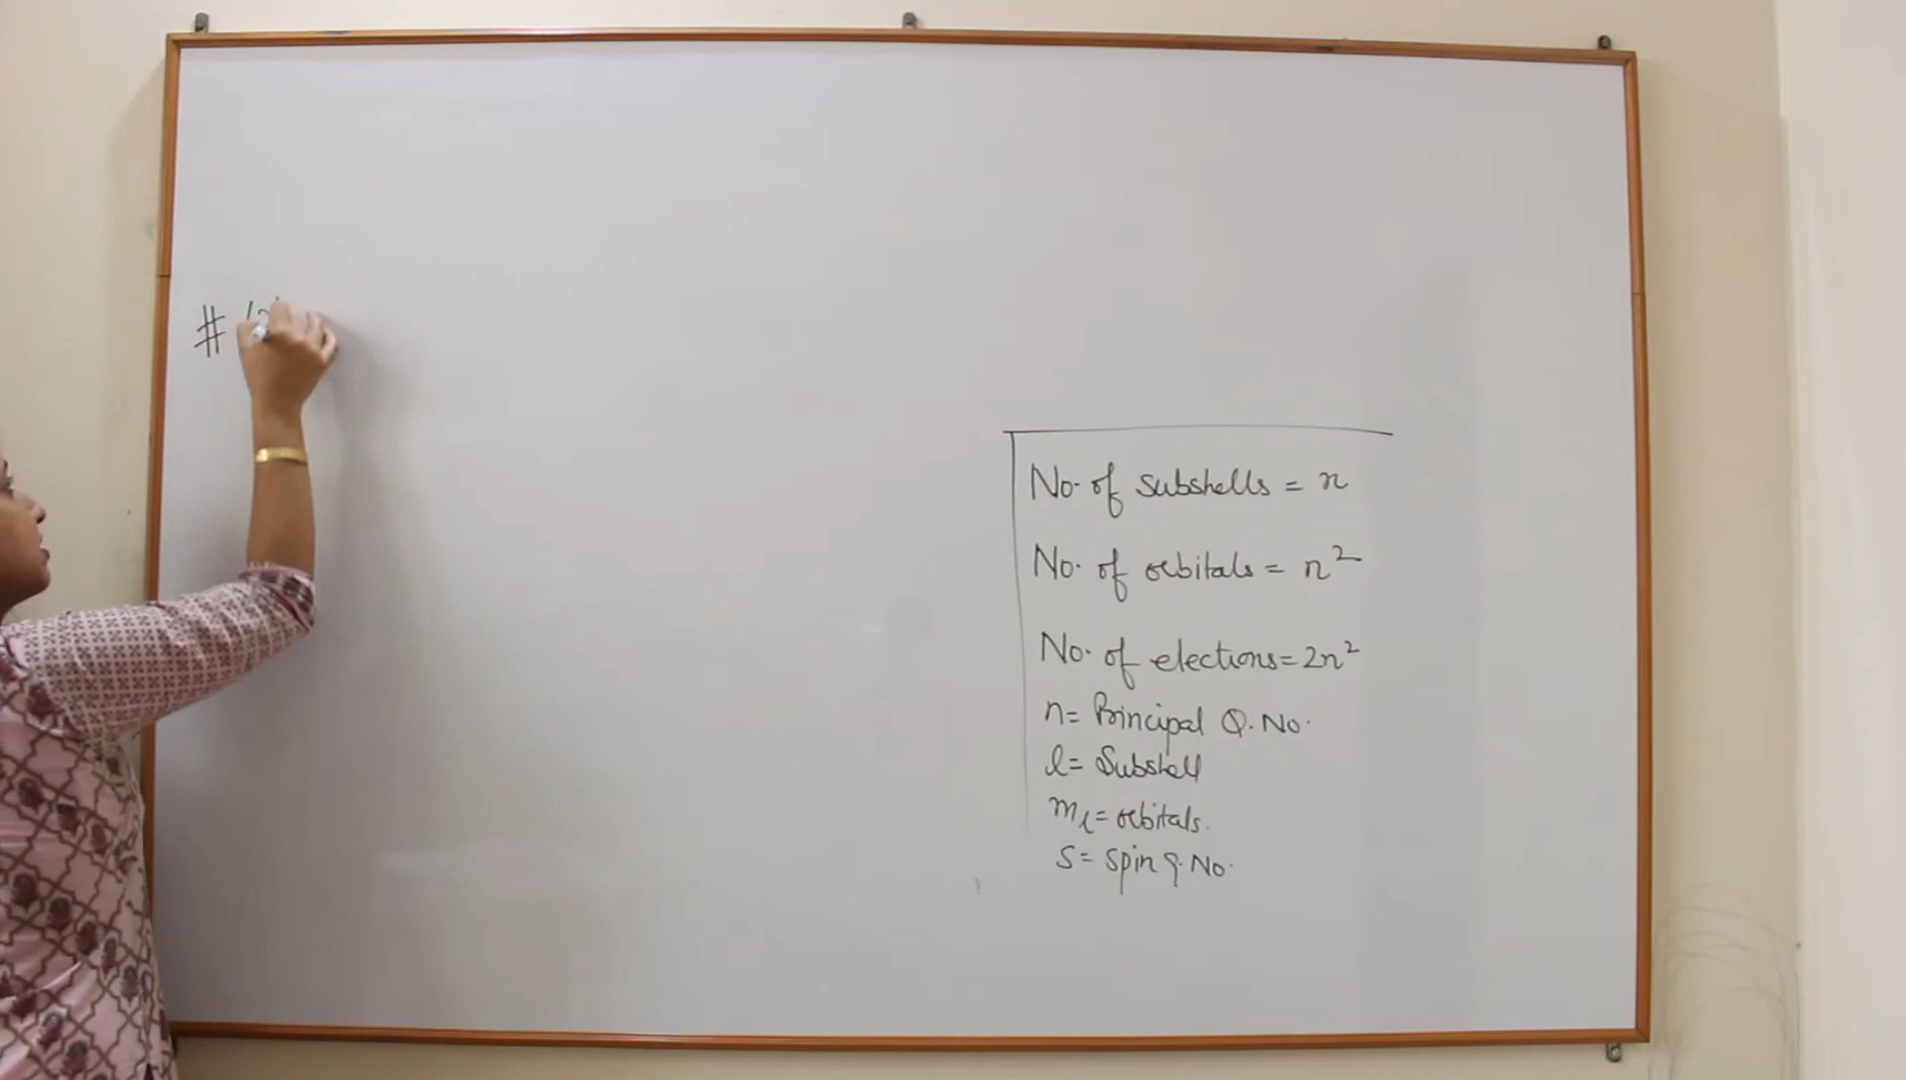 #
No. of subshells = n
No. of orbitals = n²
No. of elections = 2n²
n = Principal Q. No.
l = Subshell
mₗ = orbitals.
s = spin q. No.